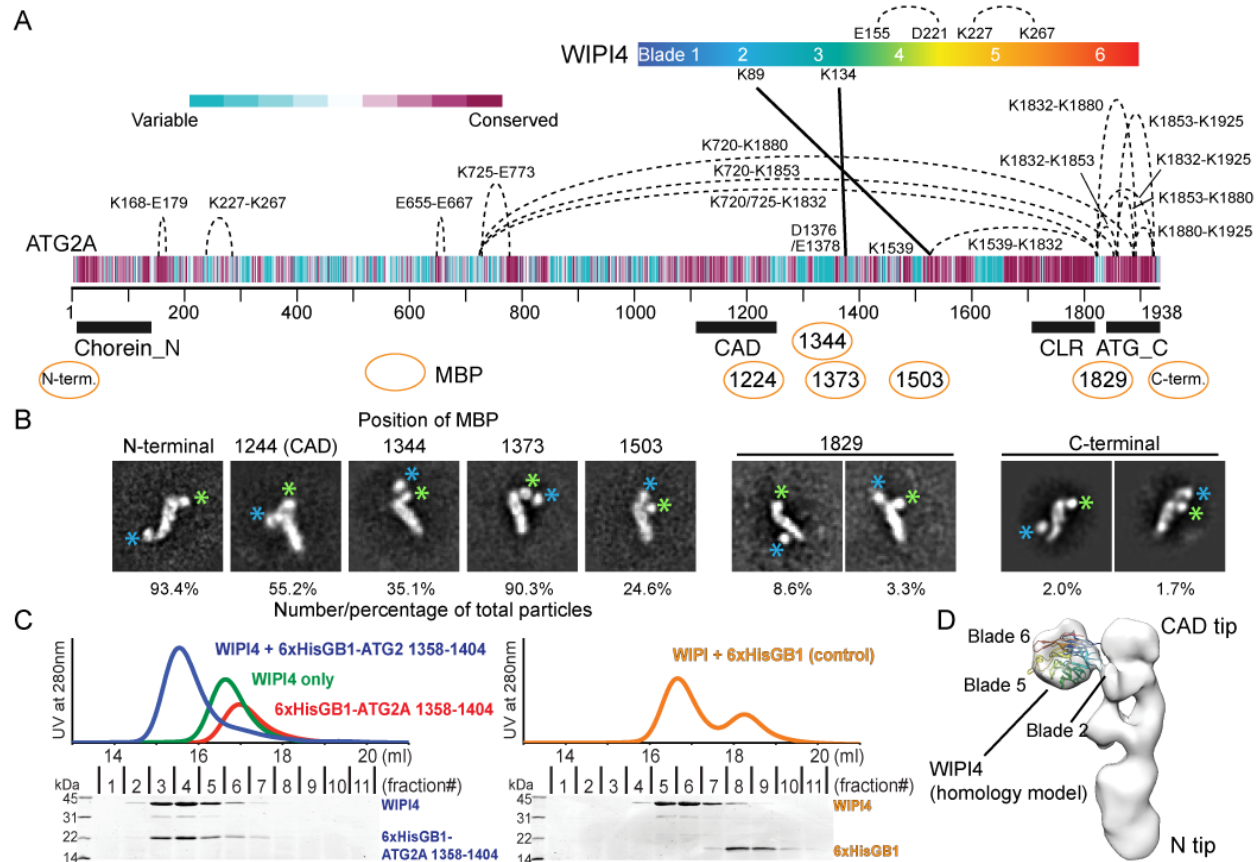 A
E155 D221 K227 K267
WIPI4 Blade 1 2 3 4 5 6
K89 K134
Variable Conserved
K1832-K1880
K1853-K1925
K720-K1880
K1832-K1853
K1832-K1925
K725-E773
K720-K1853
K1853-K1880
K168-E179 K227-K267 E655-E667
K720/725-K1832
K1880-K1925
ATG2A
D1376
/E1378
K1539
K1539-K1832
1 200 400 600 800 1000 1200 1400 1600 1800 1938
Chorein_N CAD 1344 CLR ATG_C
N-term. MBP 1224 1373 1503 1829 C-term.
B
Position of MBP
N-terminal 1244 (CAD) 1344 1373 1503 1829 C-terminal
* * * * * * * * * * * * * * * * * *
93.4% 55.2% 35.1% 90.3% 24.6% 8.6% 3.3% 2.0% 1.7%
Number/percentage of total particles
C
UV at 280nm
WIPI4 + 6xHisGB1-ATG2 1358-1404
WIPI4 only
6xHisGB1-ATG2A 1358-1404
14 16 18 20 (ml)
kDa 1 2 3 4 5 6 7 8 9 10 11 (fraction#)
45 WIPI4
31
22 6xHisGB1-
14 ATG2A 1358-1404
UV at 280nm
WIPI + 6xHisGB1 (control)
14 16 18 20 (ml)
kDa 1 2 3 4 5 6 7 8 9 10 11 (fraction#)
45 WIPI4
31
22
14 6xHisGB1
D
CAD tip
Blade 6
Blade 5
Blade 2
WIPI4
(homology model)
N tip